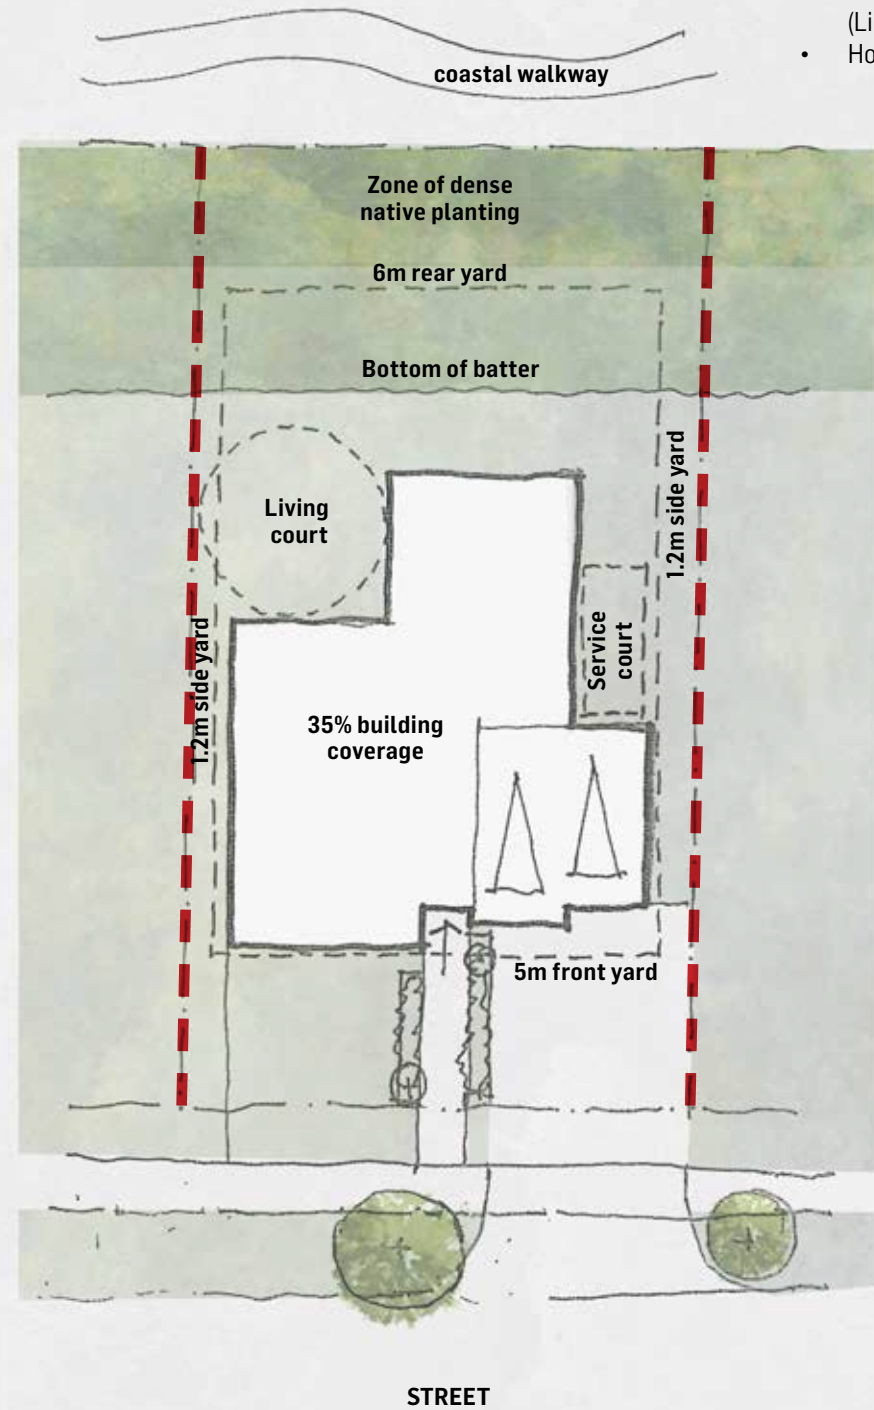 (Li
• Ho
coastal walkway
Zone of dense
native planting
6m rear yard
Bottom of batter
Living
court
1.2m side yard
Service
court
1.2m side yard
35% building
coverage
5m front yard
STREET